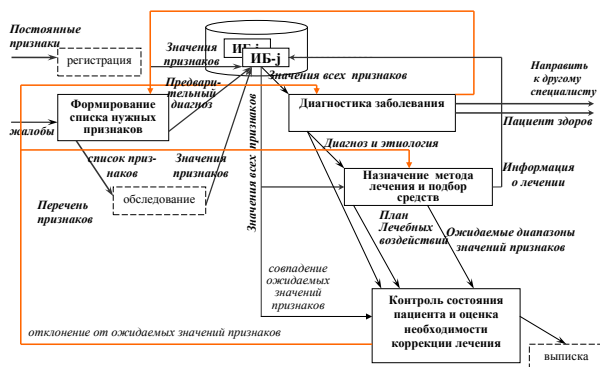 Постоянные
признаки
регистрация
Значения
признаков
ИБ-i
ИБ-j
Значения всех признаков
Направить
к другому
специалисту
Предвари-
тельный
диагноз
Формирование
списка нужных
признаков
Диагностика заболевания
Пациент здоров
жалобы
Диагноз и этиология
список приз-
наков
Значения
признаков
Значения всех признаков
Назначение метода
лечения и подбор
средств
Информация
о лечении
обследование
Перечень
признаков
План
Лечебных
воздействий
Ожидаемые диапазоны
значений признаков
совпадение
ожидаемых
значений
признаков
Контроль состояния
пациента и оценка
необходимости
коррекции лечения
отклонение от ожидаемых значений признаков
выписка